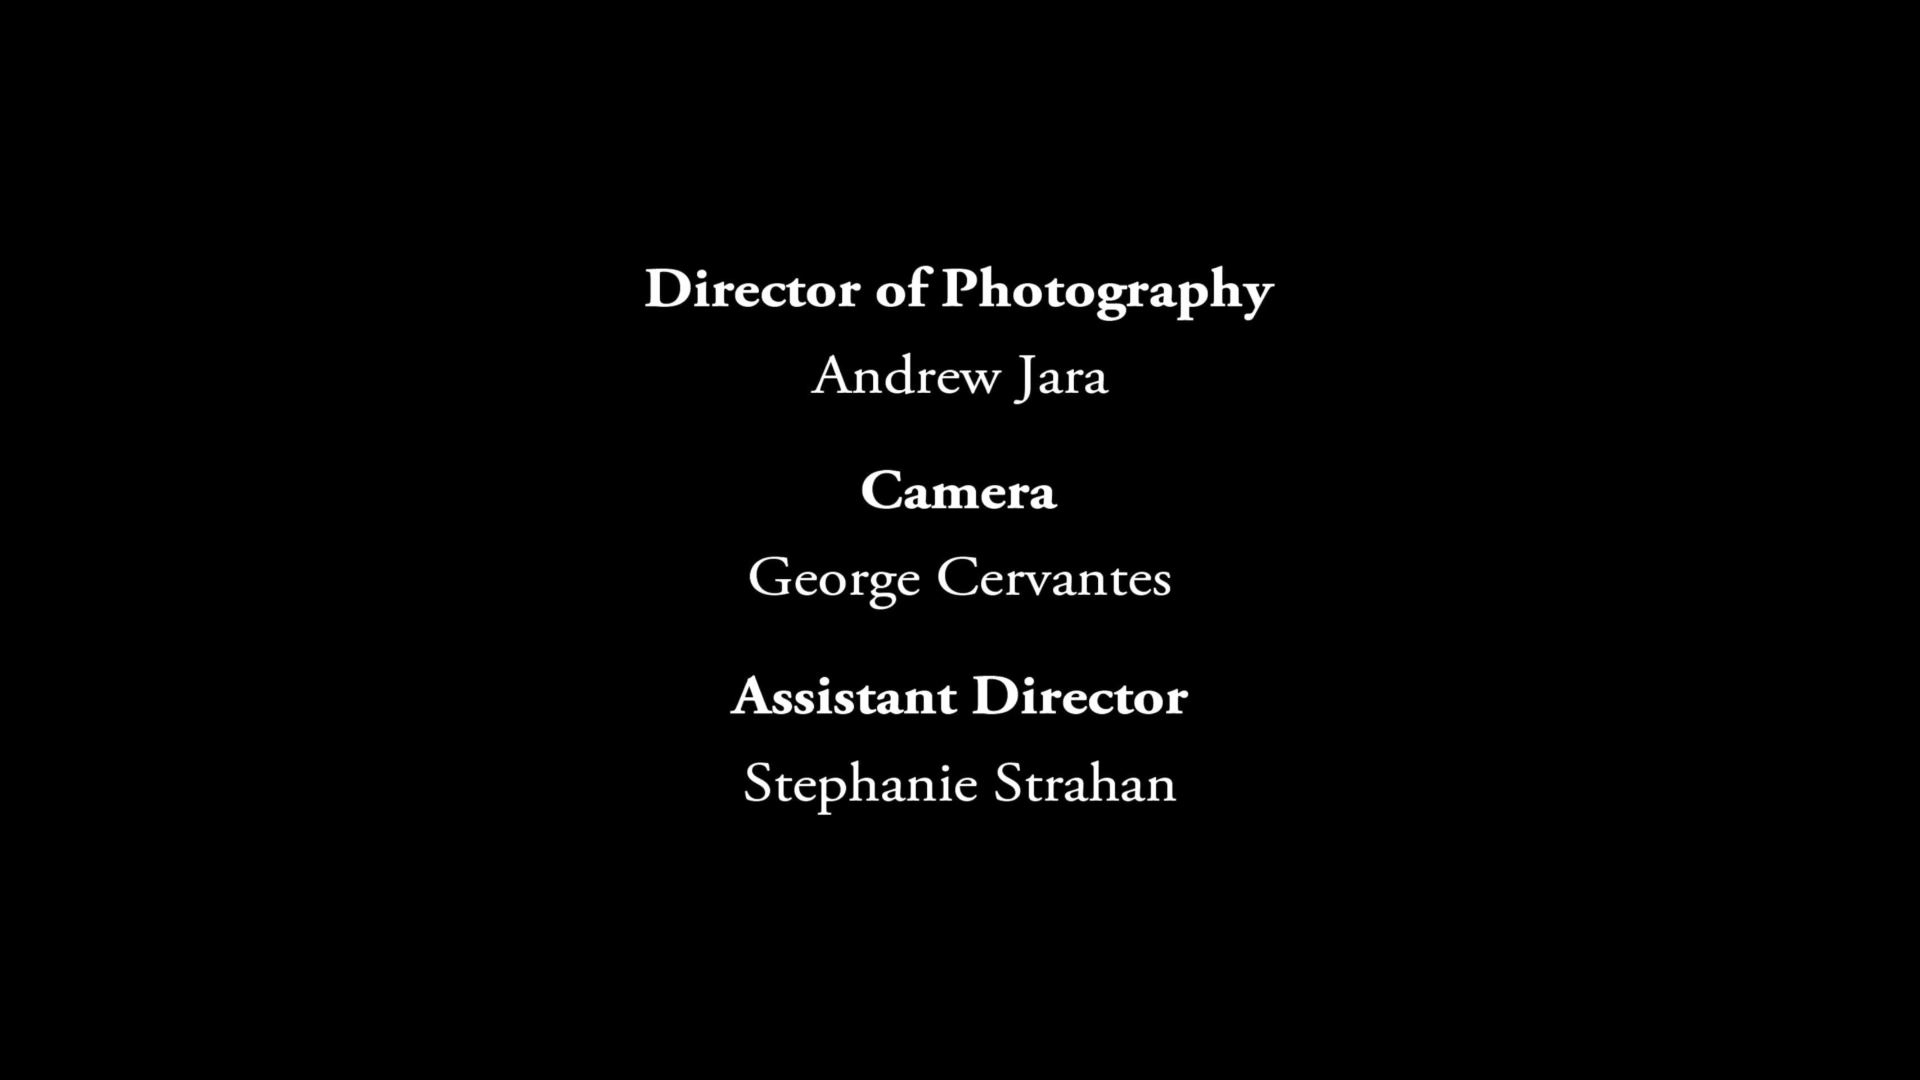 Director of Photography
Andrew Jara
Camera
George Cervantes
Assistant Director
Stephanie Strahan